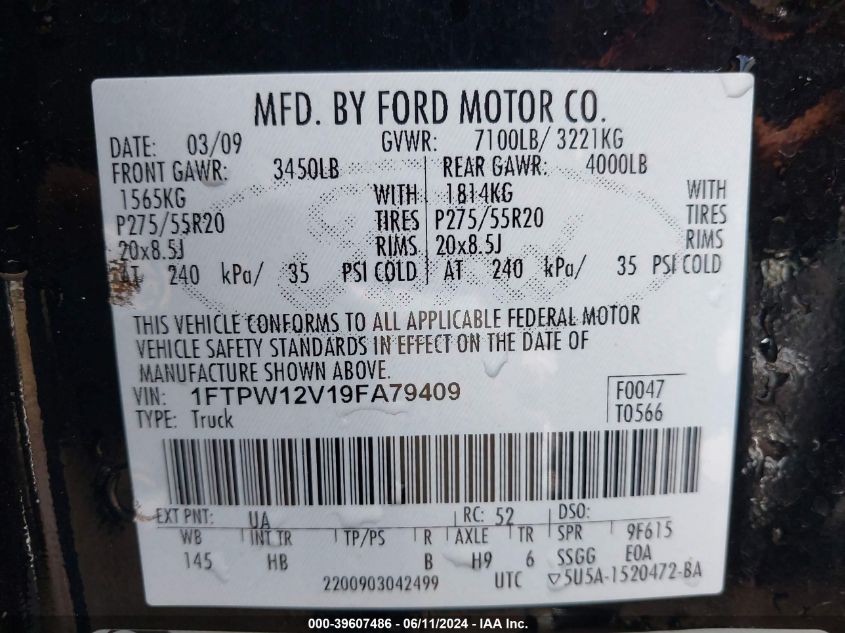 MFD. BY FORD MOTOR CO.
DATE: 03/09 GVWR: 7100LB/ 3221KG
FRONT GAWR: 3450LB REAR GAWR: 4000LB
1565KG WITH 1814KG WITH
P275/55R20 TIRES P275/55R20 TIRES
20x8.5J RIMS 20x8.5J RIMS
AT 240 kPa/ 35 PSI COLD AT 240 kPa/ 35 PSI COLD
THIS VEHICLE CONFORMS TO ALL APPLICABLE FEDERAL MOTOR
VEHICLE SAFETY STANDARDS IN EFFECT ON THE DATE OF
MANUFACTURE SHOWN ABOVE.
VIN: 1FTPW12V19FA79409 F0047
TYPE: Truck T0566
EXT PNT: UA RC: 52 DSO:
WB INT TR TP/PS R AXLE TR SPR 9F615
145 HB B H9 6 SSGG E0A
2200903042499 UTC ▽5U5A-1520472-BA
000-39607486 - 06/11/2024 - IAA Inc.